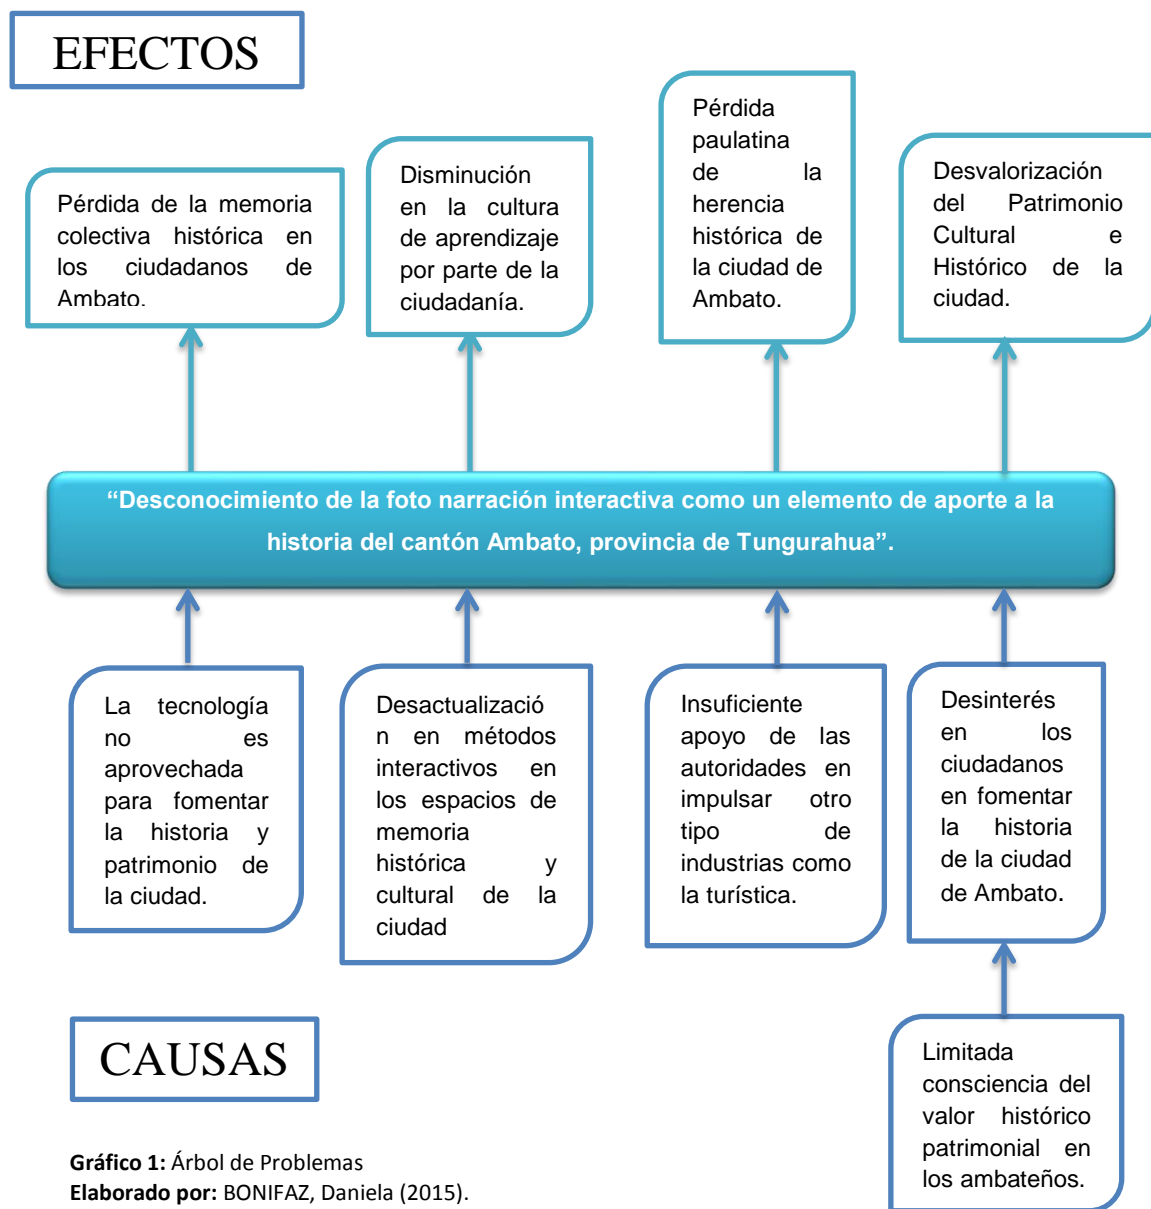 EFECTOS
Pérdida de la memoria
colectiva histórica en
los ciudadanos de
Ambato.
Disminución
en la cultura
de aprendizaje
por parte de la
ciudadanía.
Pérdida
paulatina
de la
herencia
histórica de
la ciudad de
Ambato.
Desvalorización
del Patrimonio
Cultural e
Histórico de la
ciudad.
“Desconocimiento de la foto narración interactiva como un elemento de aporte a la
historia del cantón Ambato, provincia de Tungurahua”.
La tecnología
no es
aprovechada
para fomentar
la historia y
patrimonio de
la ciudad.
Desactualizació
n en métodos
interactivos en
los espacios de
memoria
histórica y
cultural de la
ciudad
Insuficiente
apoyo de las
autoridades en
impulsar otro
tipo de
industrias como
la turística.
Desinterés
en los
ciudadanos
en fomentar
la historia
de la ciudad
de Ambato.
Limitada
consciencia del
valor histórico
patrimonial en
los ambateños.
CAUSAS
Gráfico 1: Árbol de Problemas
Elaborado por: BONIFAZ, Daniela (2015).